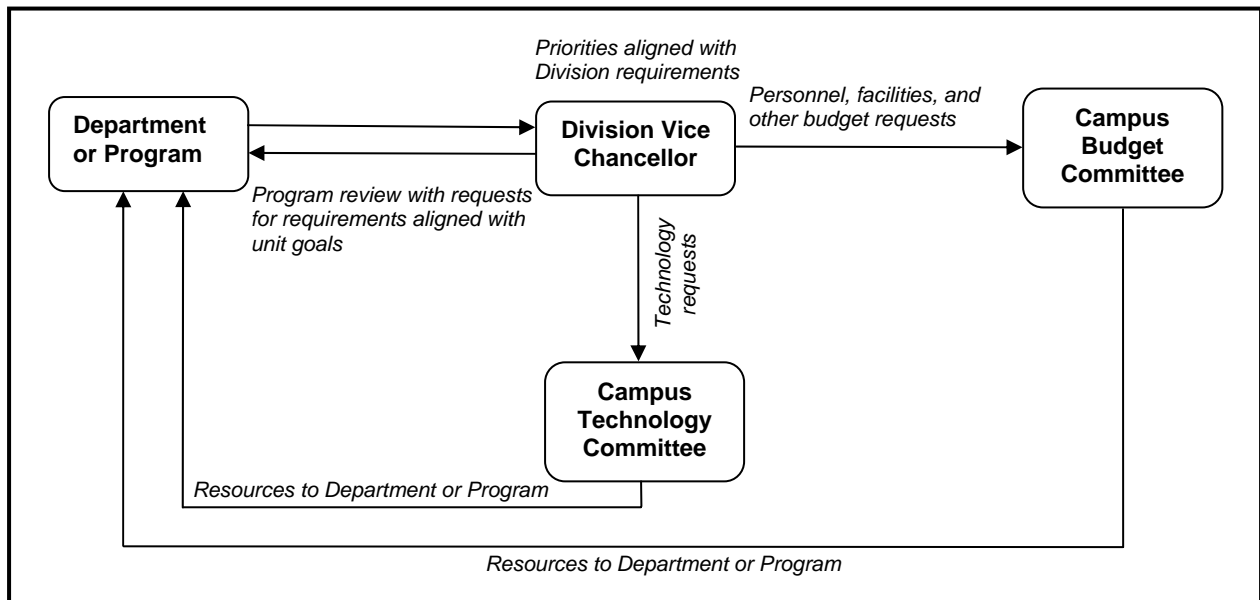 Priorities aligned with
Division requirements
Department
or Program
Division Vice
Chancellor
Personnel, facilities, and
other budget requests
Campus
Budget
Committee
Program review with requests
for requirements aligned with
unit goals
Technology
requests
Campus
Technology
Committee
Resources to Department or Program
Resources to Department or Program